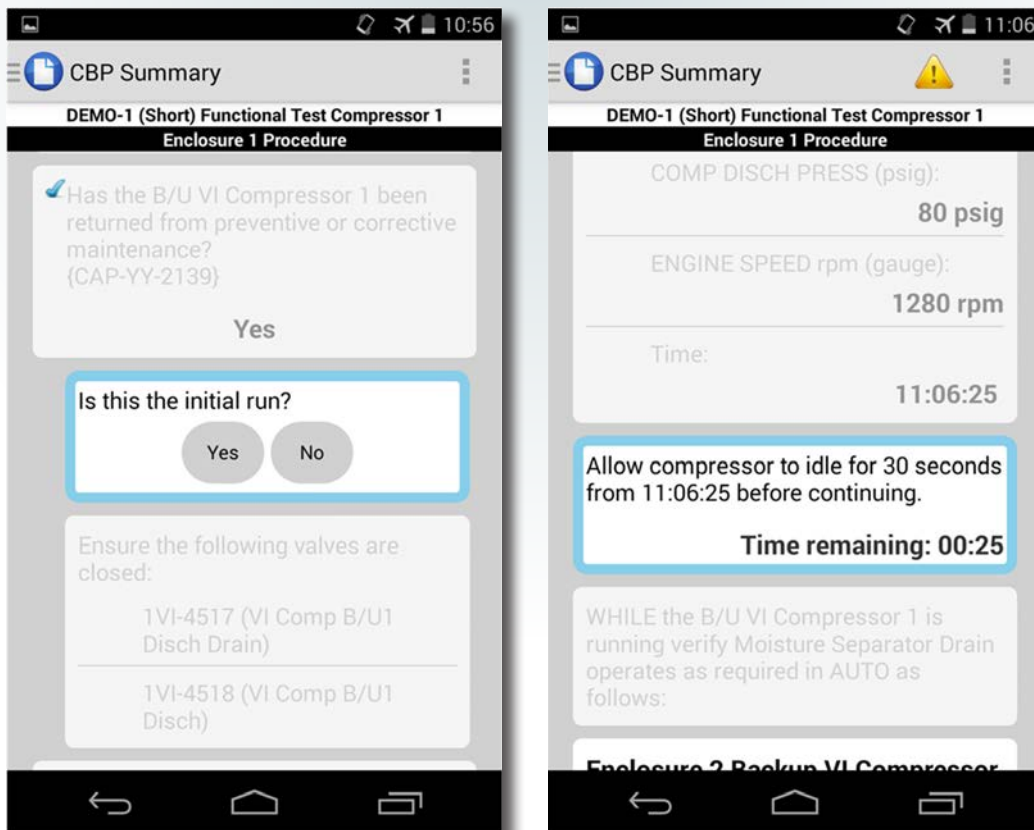 10:56
CBP Summary
DEMO-1 (Short) Functional Test Compressor 1
Enclosure 1 Procedure
Has the B/U VI Compressor 1 been
returned from preventive or corrective
maintenance?
{CAP-YY-2139}
Yes
Is this the initial run?
Yes No
Ensure the following valves are
closed:
1VI-4517 (VI Comp B/U1
Disch Drain)
1VI-4518 (VI Comp B/U1
Disch)
11:06
CBP Summary
DEMO-1 (Short) Functional Test Compressor 1
Enclosure 1 Procedure
COMP DISCH PRESS (psig):
80 psig
ENGINE SPEED rpm (gauge):
1280 rpm
Time:
11:06:25
Allow compressor to idle for 30 seconds
from 11:06:25 before continuing.
Time remaining: 00:25
WHILE the B/U VI Compressor 1 is
running verify Moisture Separator Drain
operates as required in AUTO as
follows:
Enclosure 2 Backup VI Compressor